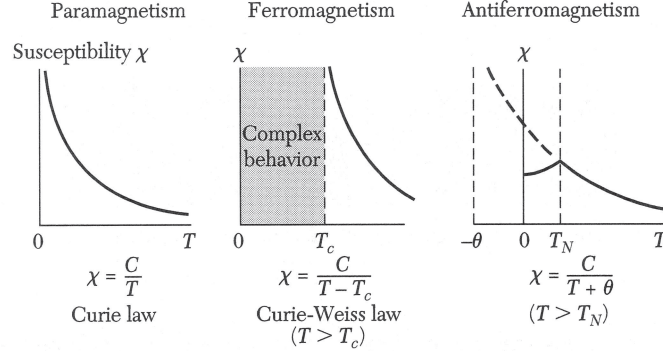 Paramagnetism
Susceptibility χ
0
T
χ = C/T
Curie law
Ferromagnetism
χ
Complex
behavior
0
T_c
χ = C/(T − T_c)
Curie-Weiss law
(T > T_c)
Antiferromagnetism
χ
−θ
0
T_N
T
χ = C/(T + θ)
(T > T_N)